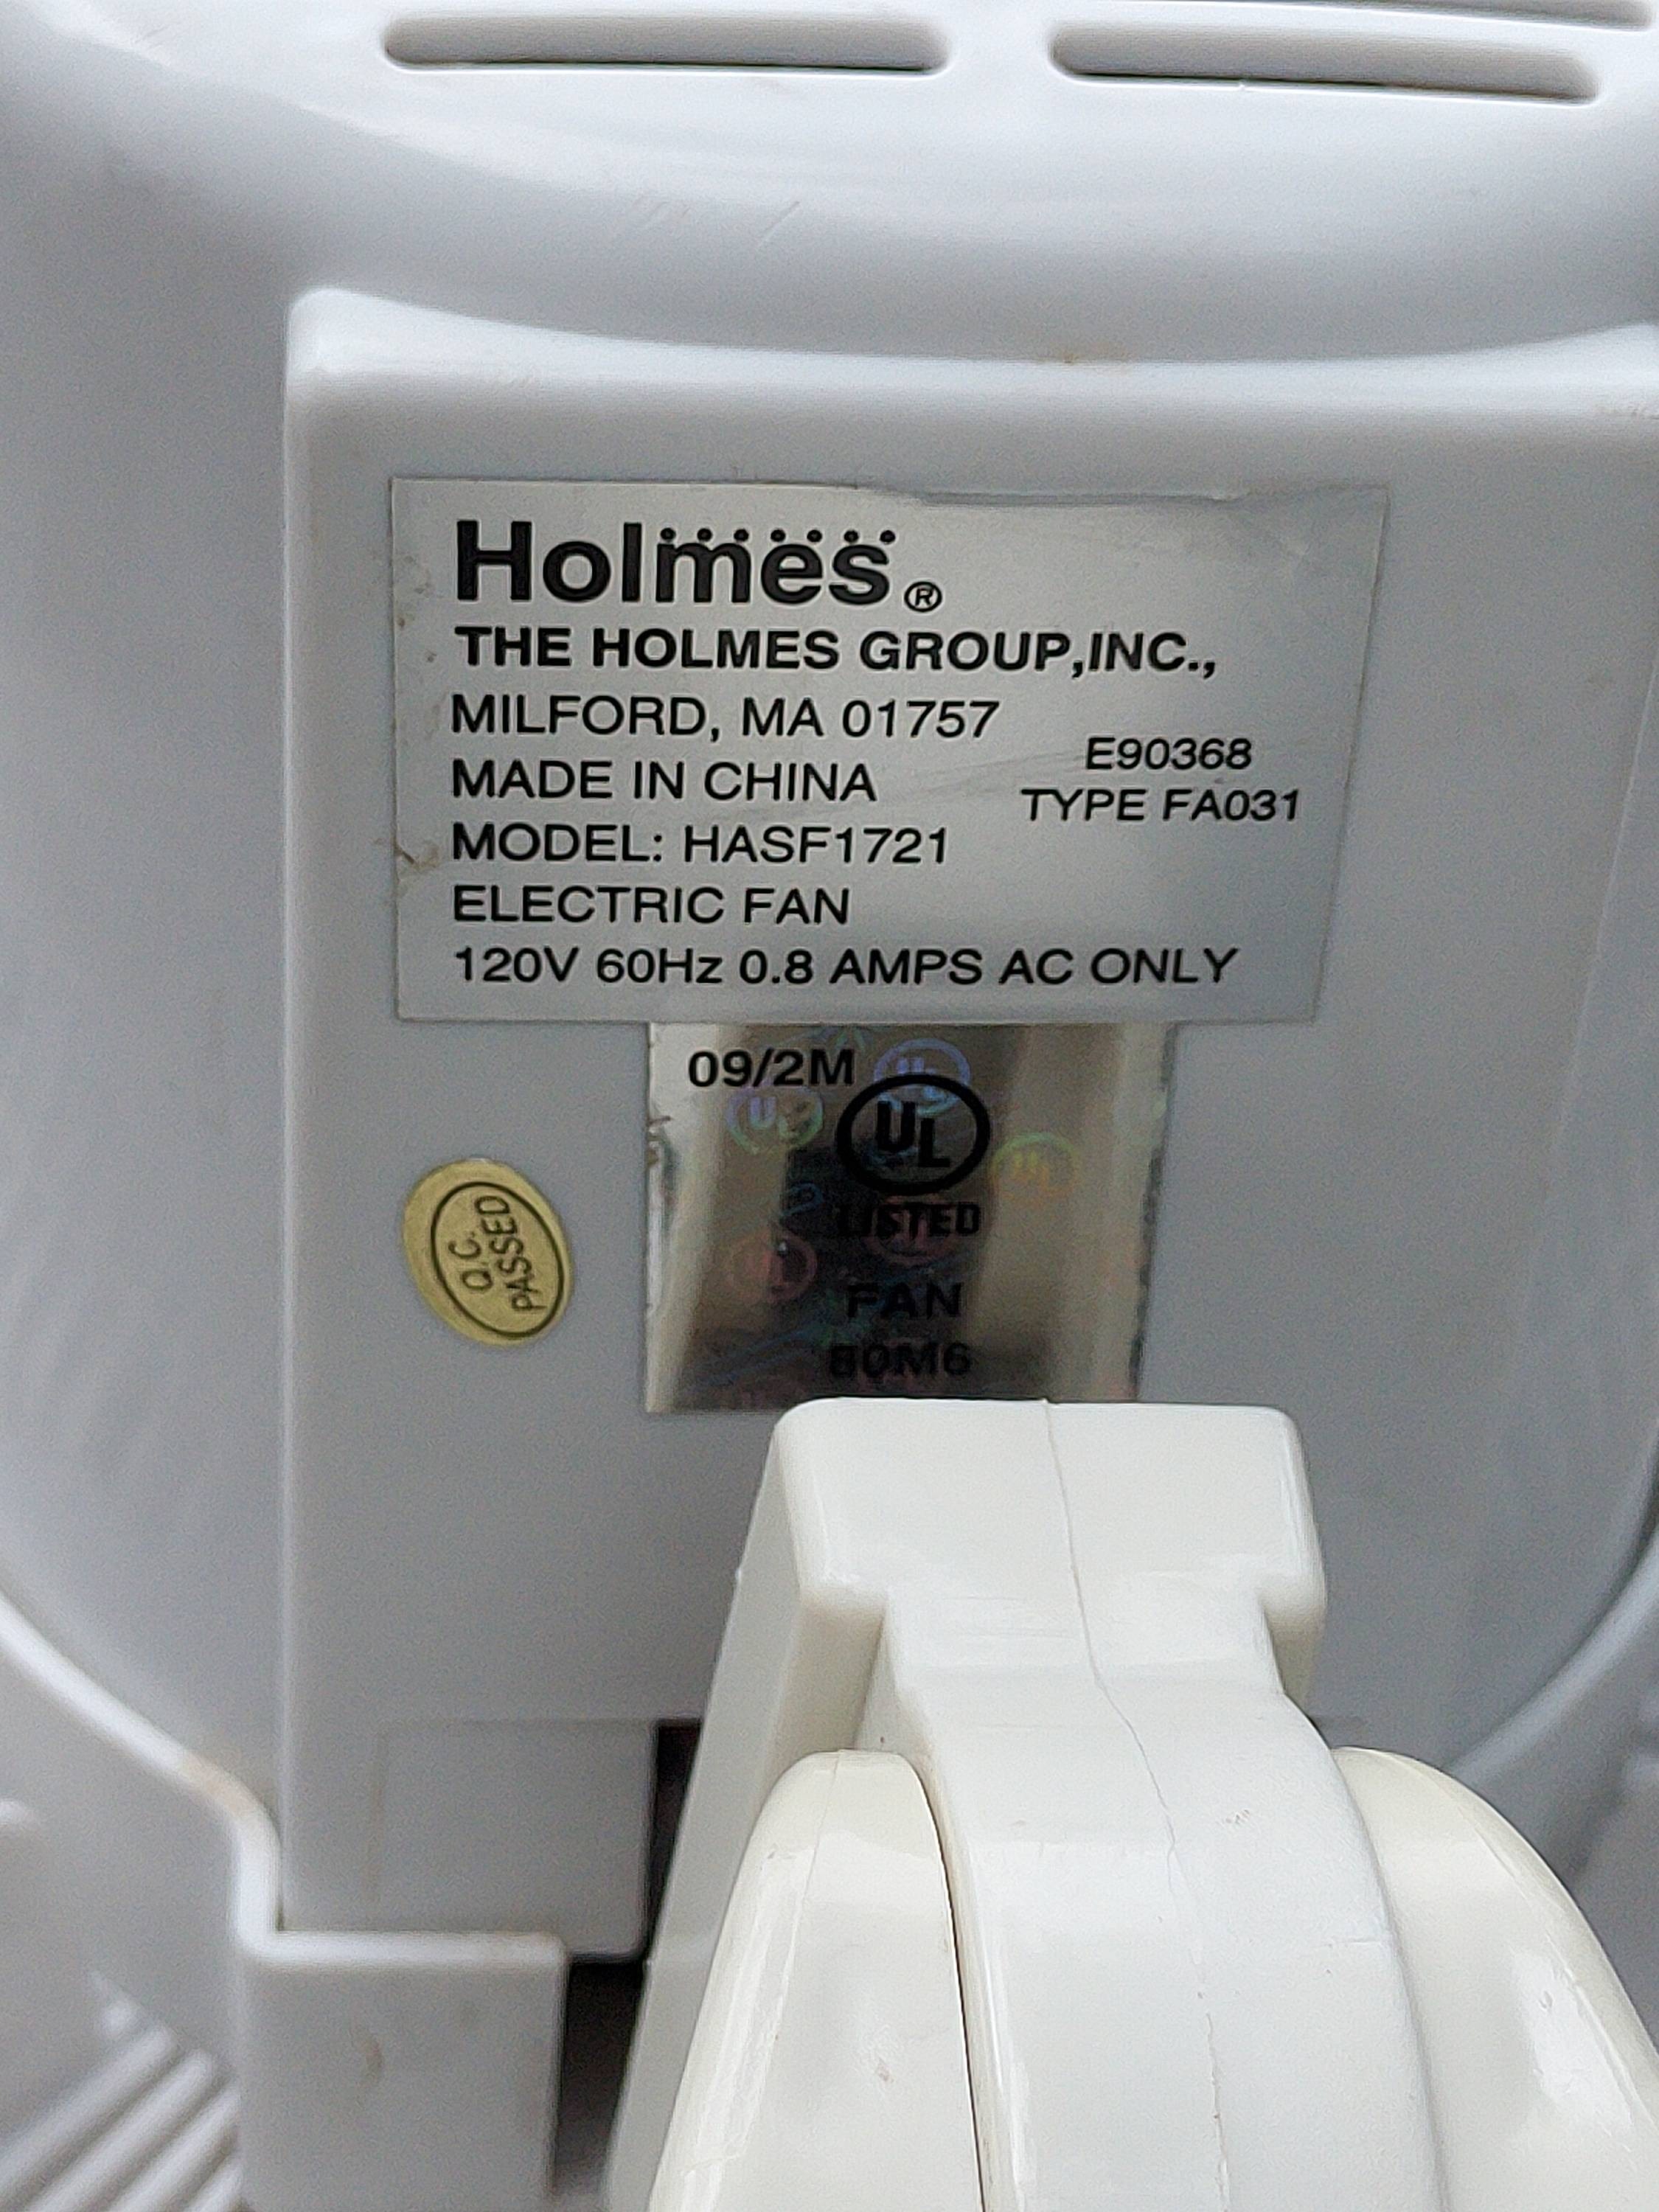 Holmes®
THE HOLMES GROUP,INC.,
MILFORD, MA 01757
MADE IN CHINA
E90368
TYPE FA031
MODEL: HASF1721
ELECTRIC FAN
120V 60Hz 0.8 AMPS AC ONLY
09/2M
UL
LISTED
FAN
80M6
Q.C.
PASSED